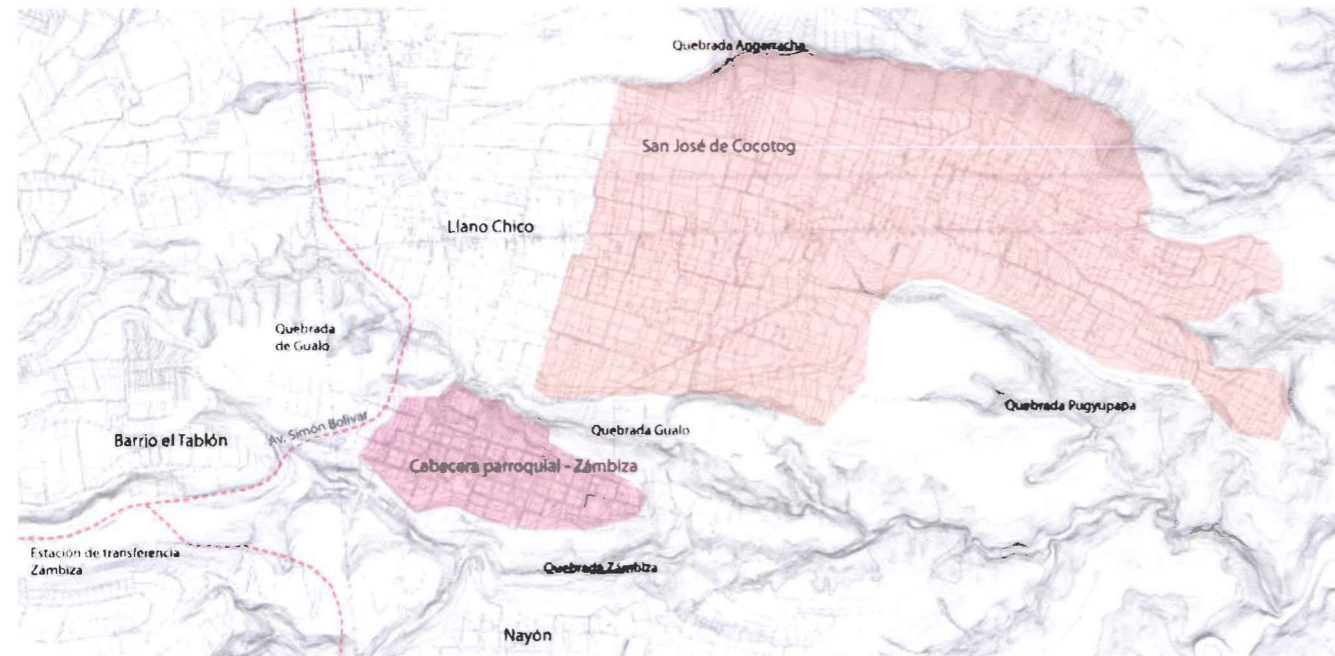 Quebrada Angarracha
San José de Cocotog
Llano Chico
Quebrada
de Gualo
Quebrada Pugyupapa
Av. Simón Bolívar
Quebrada Gualo
Barrio el Tablón
Cabecera parroquial - Zámbiza
Estación de transferencia
Zámbiza
Quebrada Zámbiza
Nayón